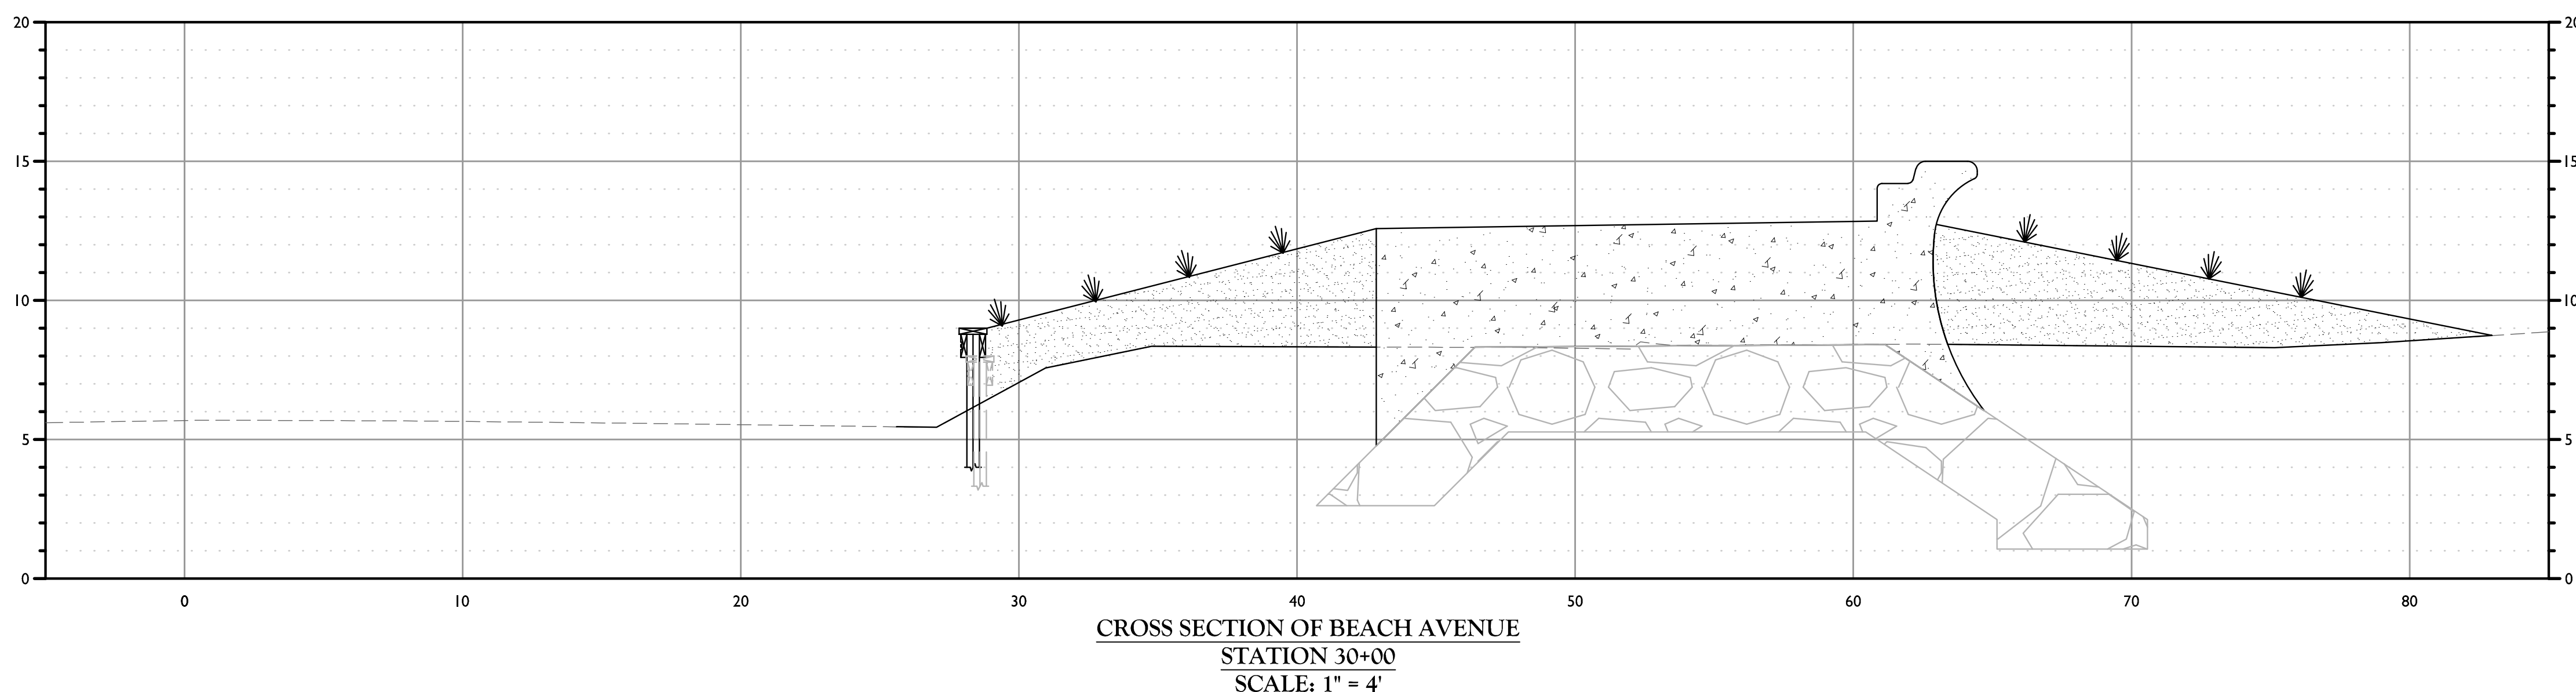 20 20
15 15
10 10
5 5
0 0
0 10 20 30 40 50 60 70 80
CROSS SECTION OF BEACH AVENUE
STATION 30+00
SCALE: 1" = 4'